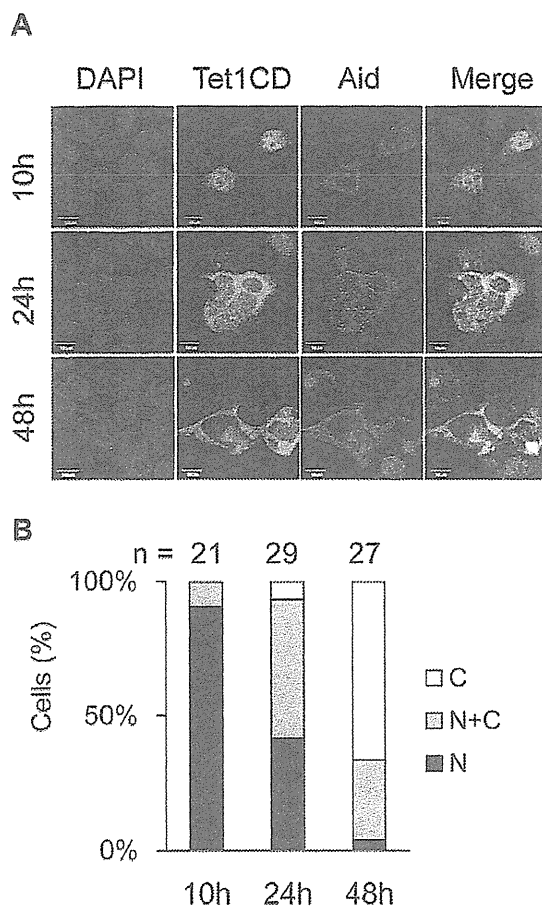 A
DAPI Tet1CD Aid Merge
10h
24h
48h
B
n = 21 29 27
100%
50%
0%
Cells (%)
C
N+C
N
10h 24h 48h